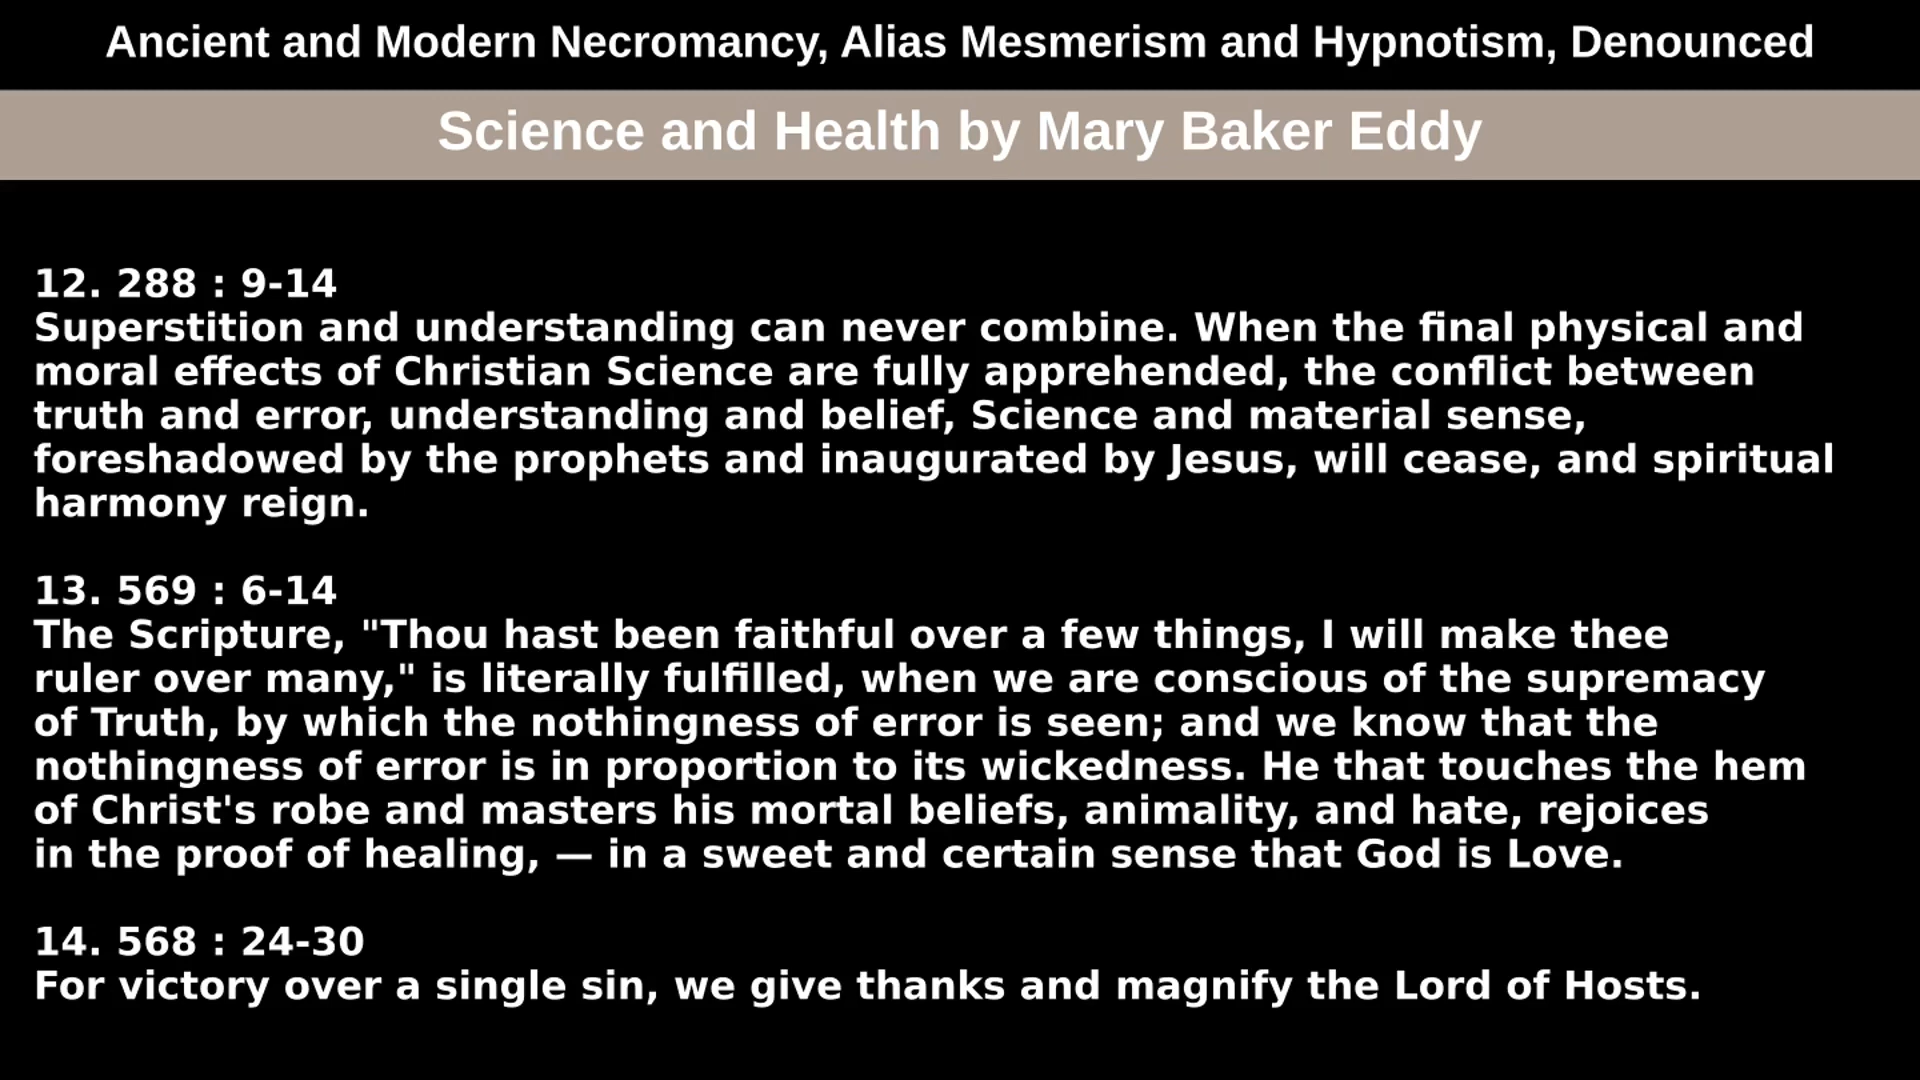 Ancient and Modern Necromancy, Alias Mesmerism and Hypnotism, Denounced
Science and Health by Mary Baker Eddy
12. 288 : 9-14
Superstition and understanding can never combine. When the final physical and
moral effects of Christian Science are fully apprehended, the conflict between
truth and error, understanding and belief, Science and material sense,
foreshadowed by the prophets and inaugurated by Jesus, will cease, and spiritual
harmony reign.
13. 569 : 6-14
The Scripture, "Thou hast been faithful over a few things, I will make thee
ruler over many," is literally fulfilled, when we are conscious of the supremacy
of Truth, by which the nothingness of error is seen; and we know that the
nothingness of error is in proportion to its wickedness. He that touches the hem
of Christ's robe and masters his mortal beliefs, animality, and hate, rejoices
in the proof of healing, — in a sweet and certain sense that God is Love.
14. 568 : 24-30
For victory over a single sin, we give thanks and magnify the Lord of Hosts.